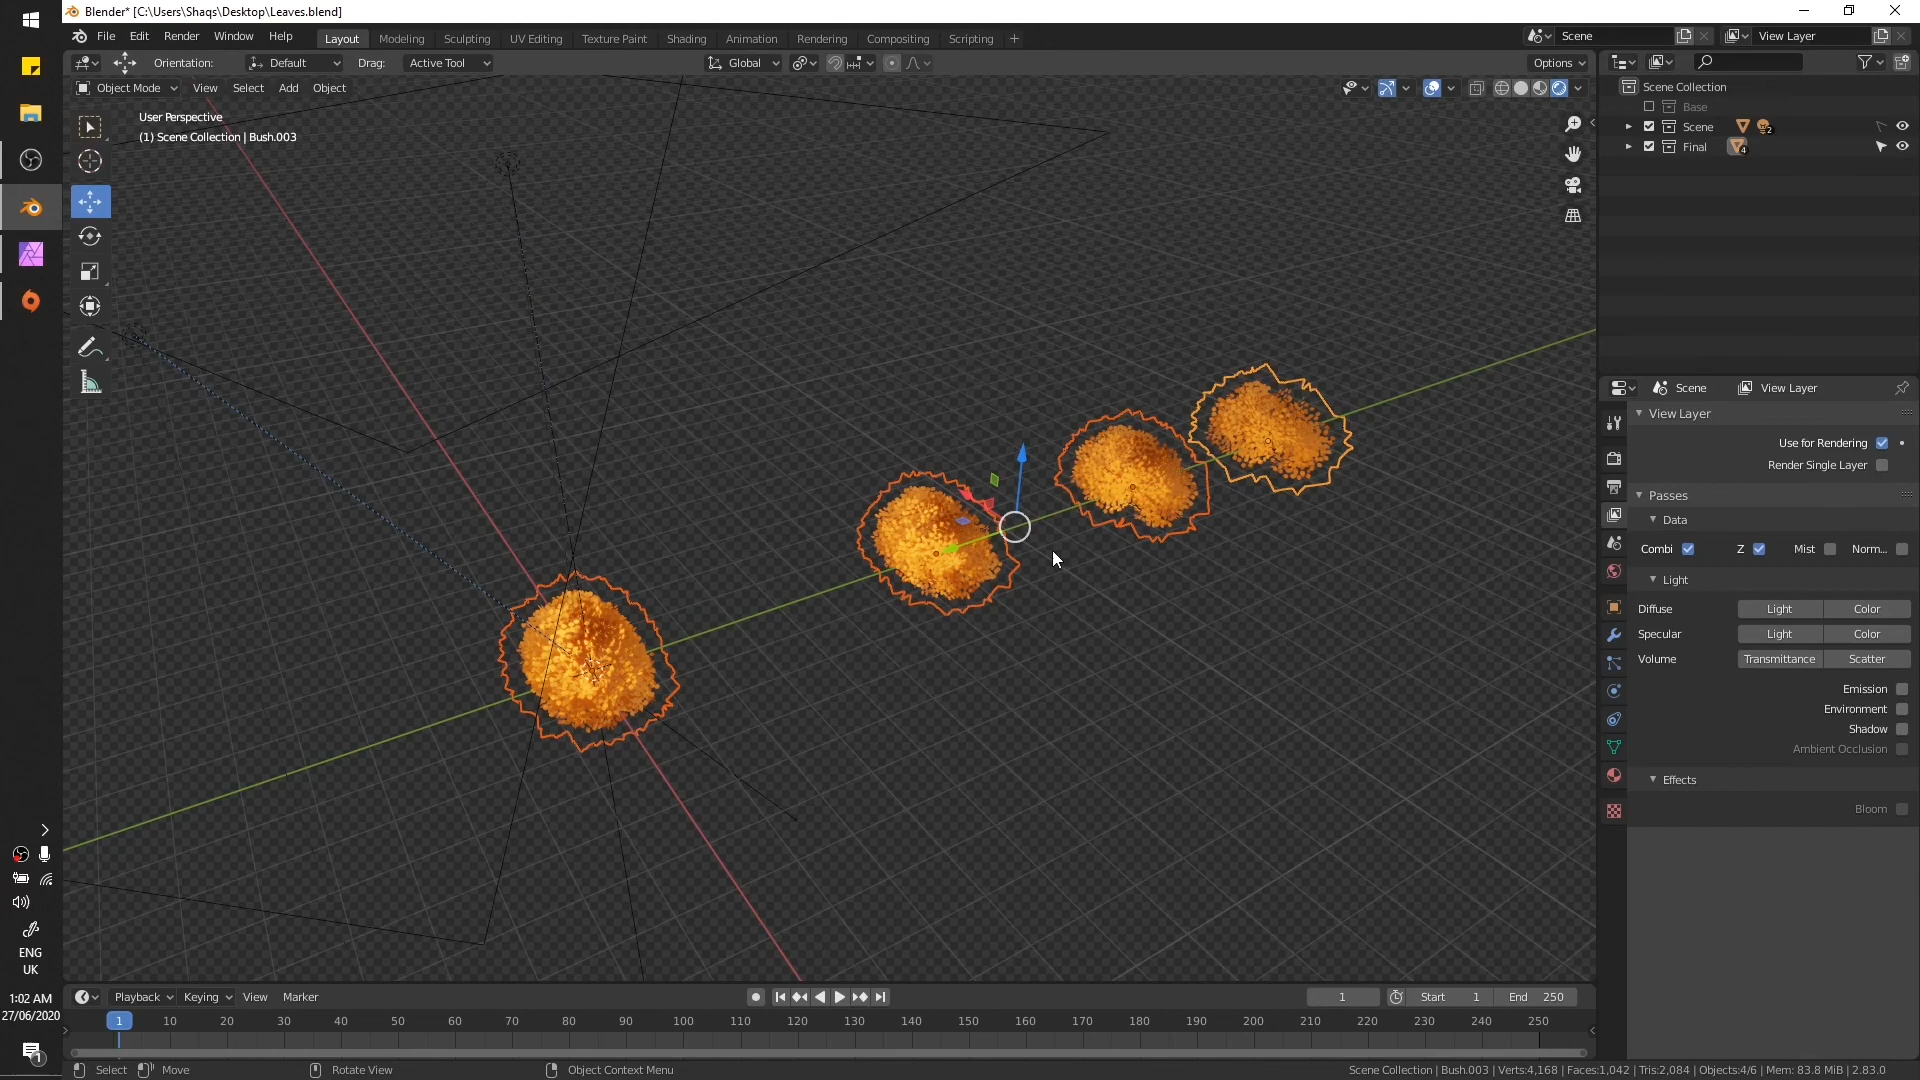 Blender* [C:\Users\Shaqs\Desktop\Leaves.blend]
File Edit Render Window Help Layout Modeling Sculpting UV Editing Texture Paint Shading Animation Rendering Compositing Scripting Scene View Layer
Orientation: Default Drag: Active Tool Global Options
Object Mode View Select Add Object
User Perspective
(1) Scene Collection | Bush.003
Scene Collection
Base
Scene 2
Final 4
Scene View Layer
View Layer
Use for Rendering
Render Single Layer
Passes
Data
Combi Z Mist Norm...
Light
Diffuse Light Color
Specular Light Color
Volume Transmittance Scatter
Emission
Environment
Shadow
Ambient Occlusion
Effects
Bloom
ENG
UK
1:02 AM
27/06/2020
1
Playback Keying View Marker 1 Start 1 End 250
1 10 20 30 40 50 60 70 80 90 100 110 120 130 140 150 160 170 180 190 200 210 220 230 240 250
Select Move Rotate View Object Context Menu Scene Collection | Bush.003 | Verts:4,168 | Faces:1,042 | Tris:2,084 | Objects:4/6 | Mem: 83.8 MiB | 2.83.0